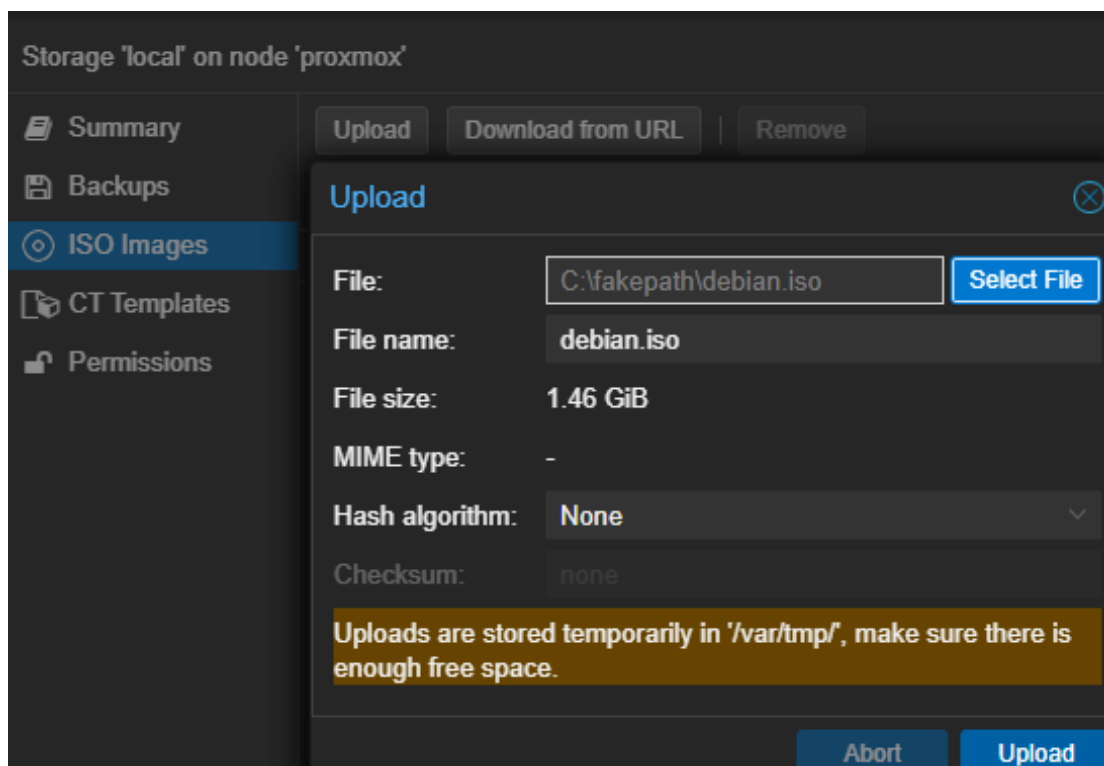 Storage 'local' on node 'proxmox'
Summary
Backups
ISO Images
CT Templates
Permissions
Upload Download from URL Remove
Upload
File: C:\fakepath\debian.iso Select File
File name: debian.iso
File size: 1.46 GiB
MIME type: -
Hash algorithm: None
Checksum: none
Uploads are stored temporarily in '/var/tmp/', make sure there is
enough free space.
Abort Upload